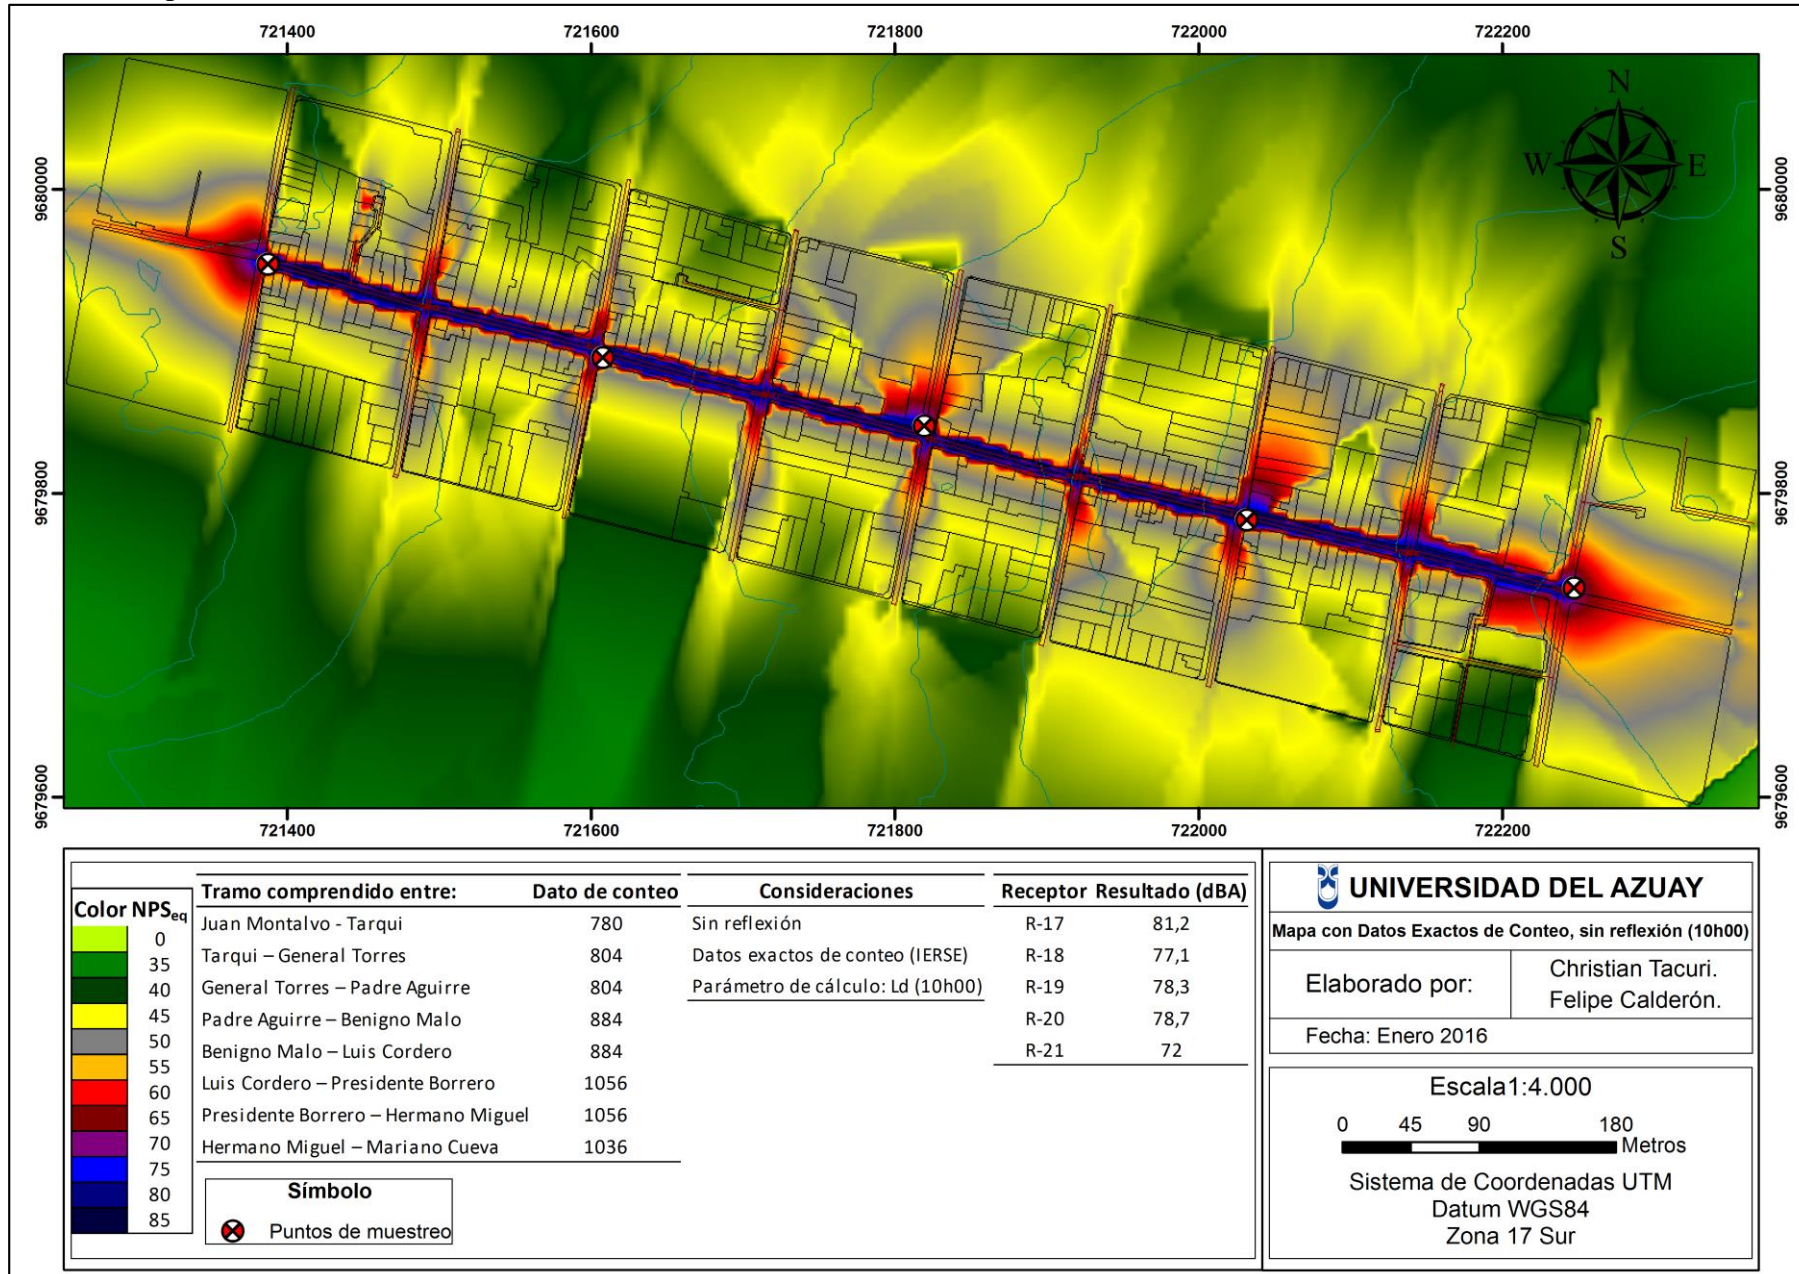 721400 721600 721800 722000 722200
9680000 9680000
9679800 9679800
9679600 9679600
N
W E
S
721400 721600 721800 722000 722200
Color NPSeq
0
35
40
45
50
55
60
65
70
75
80
85
Tramo comprendido entre: Dato de conteo
Juan Montalvo - Tarqui 780
Tarqui – General Torres 804
General Torres – Padre Aguirre 804
Padre Aguirre – Benigno Malo 884
Benigno Malo – Luis Cordero 884
Luis Cordero – Presidente Borrero 1056
Presidente Borrero – Hermano Miguel 1056
Hermano Miguel – Mariano Cueva 1036
Símbolo
Puntos de muestreo
Consideraciones
Sin reflexión
Datos exactos de conteo (IERSE)
Parámetro de cálculo: Ld (10h00)
Receptor Resultado (dBA)
R-17 81,2
R-18 77,1
R-19 78,3
R-20 78,7
R-21 72
UNIVERSIDAD DEL AZUAY
Mapa con Datos Exactos de Conteo, sin reflexión (10h00)
Elaborado por:
Christian Tacuri.
Felipe Calderón.
Fecha: Enero 2016
Escala1:4.000
0 45 90 180
Metros
Sistema de Coordenadas UTM
Datum WGS84
Zona 17 Sur